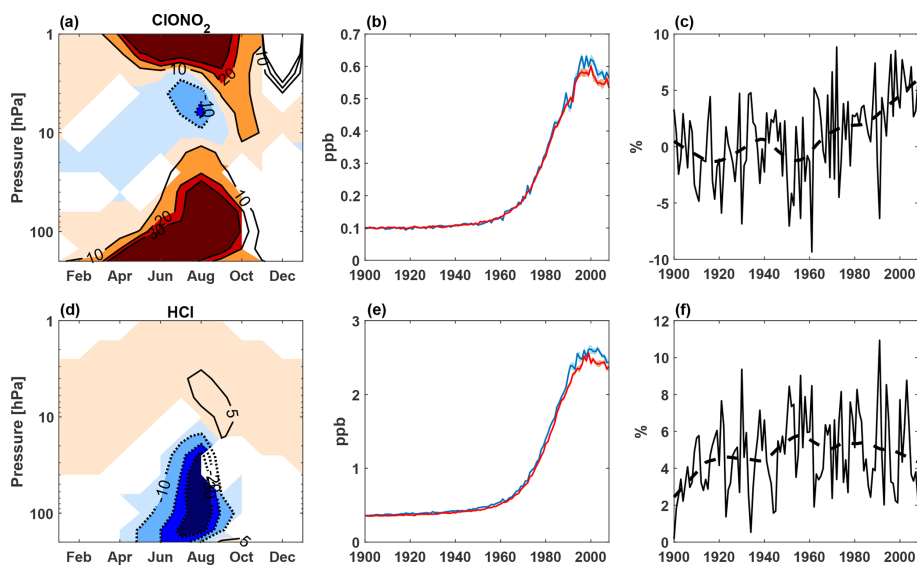 (a) ClONO2 (b) (c)
1 0.7 10
10 10 20 10 0.6
Pressure [hPa] 0.5 5
10 10 0.4
ppb % 0
0.3
10 0.2 -5
100 20 30
10 0.1
0 -10
Feb Apr Jun Aug Oct Dec 1900 1920 1940 1960 1980 2000 1900 1920 1940 1960 1980 2000
(d) HCl (e) (f)
1 3 12
10
5 2 8
Pressure [hPa] 10 ppb % 6
-10 -20 1 4
100 2
5 0 0
Feb Apr Jun Aug Oct Dec 1900 1920 1940 1960 1980 2000 1900 1920 1940 1960 1980 2000